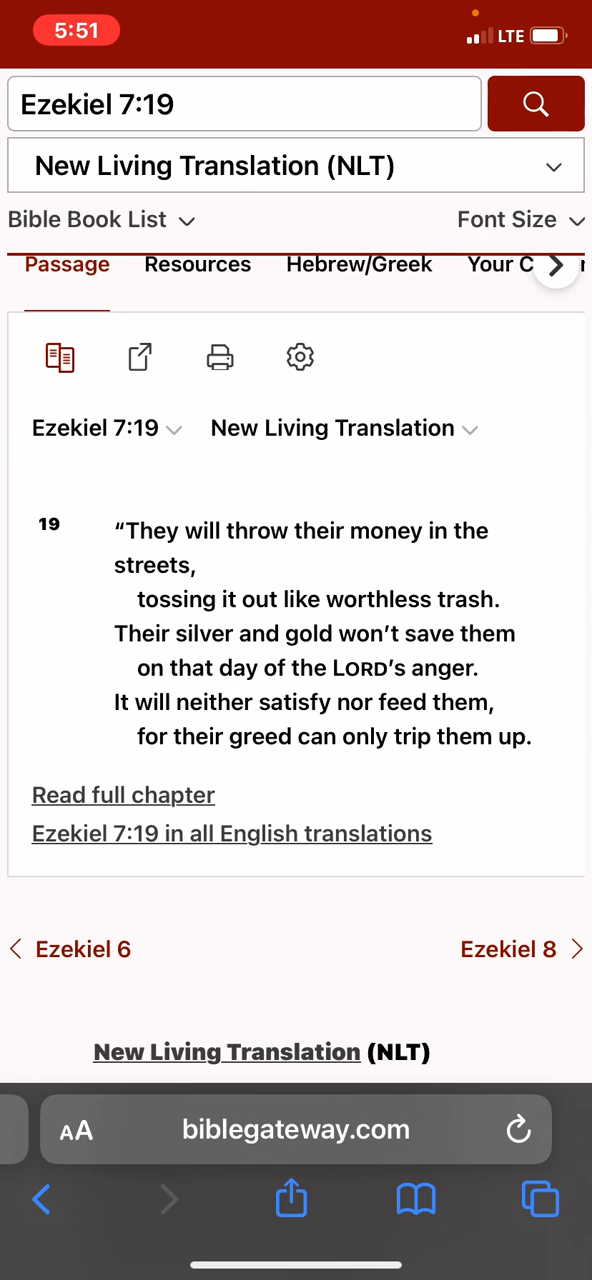 5:51
LTE
Ezekiel 7:19
New Living Translation (NLT)
Bible Book List
Font Size
Passage Resources Hebrew/Greek Your C
Ezekiel 7:19 New Living Translation
19 “They will throw their money in the
streets,
tossing it out like worthless trash.
Their silver and gold won’t save them
on that day of the LORD’s anger.
It will neither satisfy nor feed them,
for their greed can only trip them up.
Read full chapter
Ezekiel 7:19 in all English translations
Ezekiel 6
Ezekiel 8
New Living Translation (NLT)
AA biblegateway.com